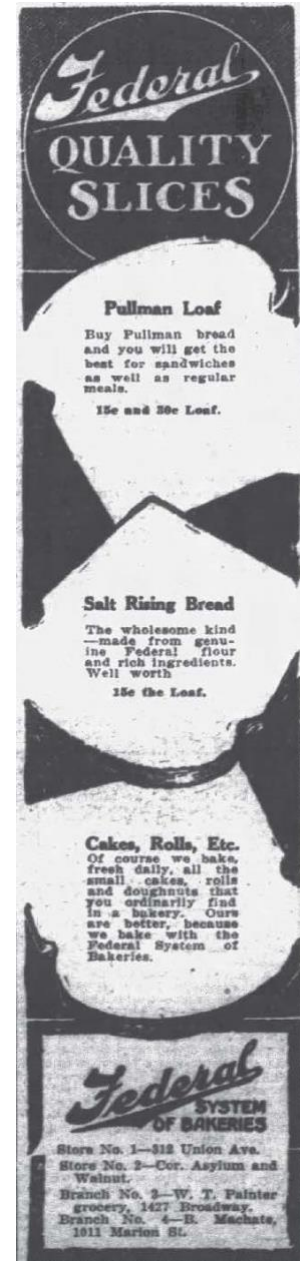 Federal
QUALITY
SLICES
Pullman Loaf
Buy Pullman bread
and you will get the
best for sandwiches
as well as regular
meals.
15c and 30c Loaf.
Salt Rising Bread
The wholesome kind
—made from genu-
ine Federal flour
and rich ingredients.
Well worth
15c the Loaf.
Cakes, Rolls, Etc.
Of course we bake,
fresh daily, all the
small cakes, rolls
and doughnuts that
you ordinarily find
in a bakery. Ours
are better, because
we bake with the
Federal System of
Bakeries.
Federal
SYSTEM
OF BAKERIES
Store No. 1—312 Union Ave.
Store No. 2—Cor. Asylum and
Walnut.
Branch No. 3—W. T. Painter
grocery, 1427 Broadway.
Branch No. 4—B. Machats,
1011 Marion St.